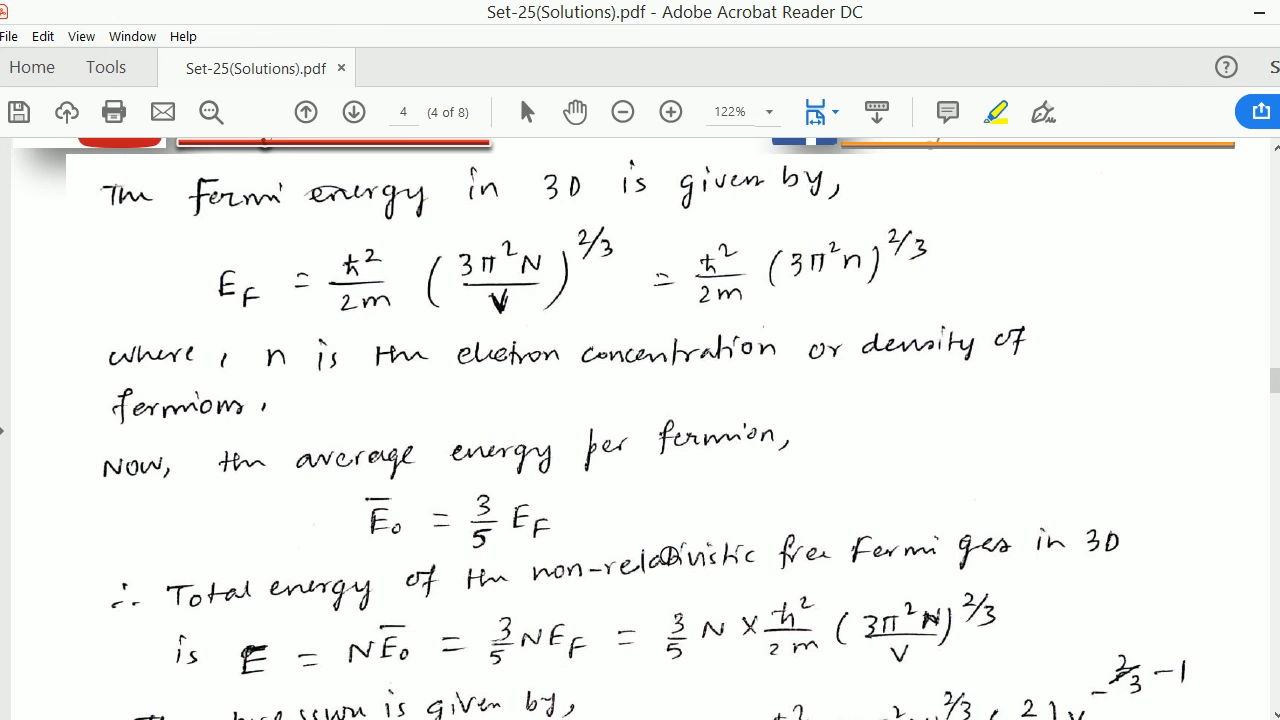 Set-25(Solutions).pdf - Adobe Acrobat Reader DC
File Edit View Window Help
Home Tools Set-25(Solutions).pdf ×
4 (4 of 8) 122%
The Fermi energy in 3D is given by,
E_F = ħ²/2m (3π²N/V)^2/3 = ħ²/2m (3π²n)^2/3
where, n is the electron concentration or density of
fermions.
Now, the average energy per fermion,
E̅₀ = 3/5 E_F
∴ Total energy of the non-relativistic free Fermi gas in 3D
is E = NE̅₀ = 3/5 NE_F = 3/5 N × ħ²/2m (3π²N/V)^2/3
is given by,